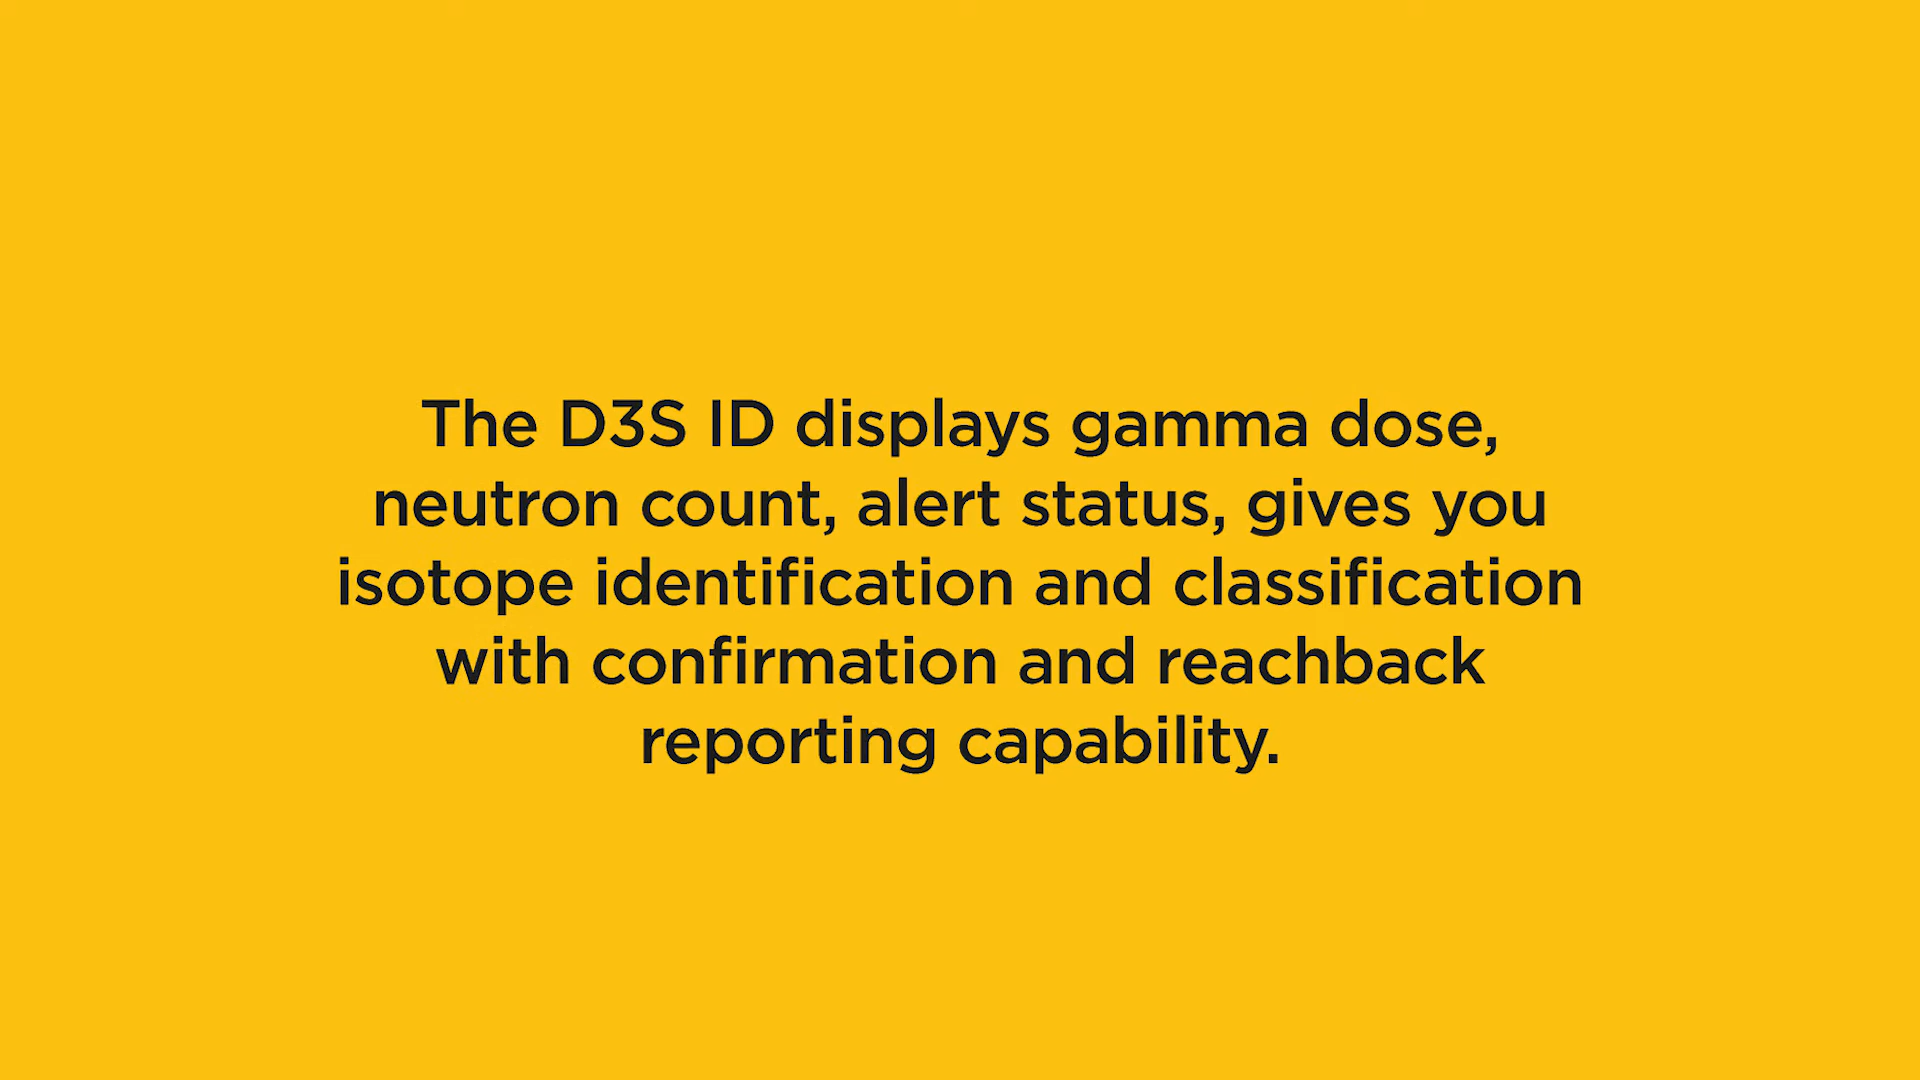 The D3S ID displays gamma dose,
neutron count, alert status, gives you
isotope identification and classification
with confirmation and reachback
reporting capability.